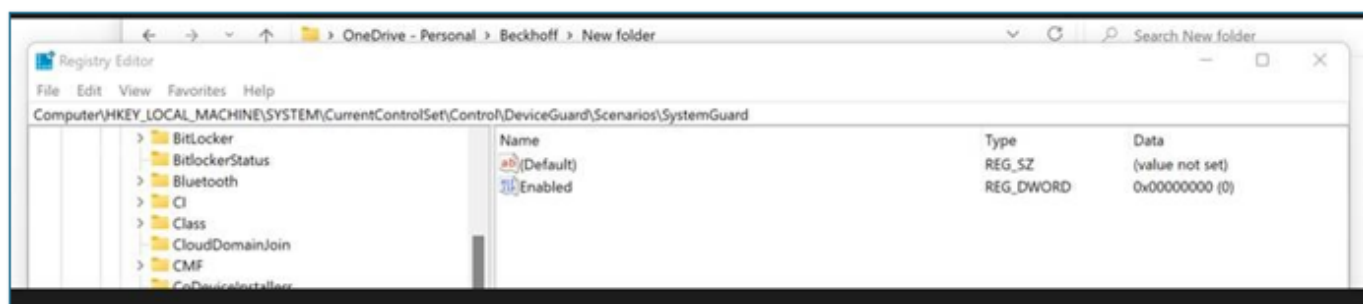 OneDrive - Personal > Beckhoff > New folder
Search New folder
Registry Editor
File Edit View Favorites Help
Computer\HKEY_LOCAL_MACHINE\SYSTEM\CurrentControlSet\Control\DeviceGuard\Scenarios\SystemGuard
BitLocker
BitlockerStatus
Bluetooth
CI
Class
CloudDomainJoin
CMF
CoDeviceInstallers
Name Type Data
(Default) REG_SZ (value not set)
Enabled REG_DWORD 0x00000000 (0)